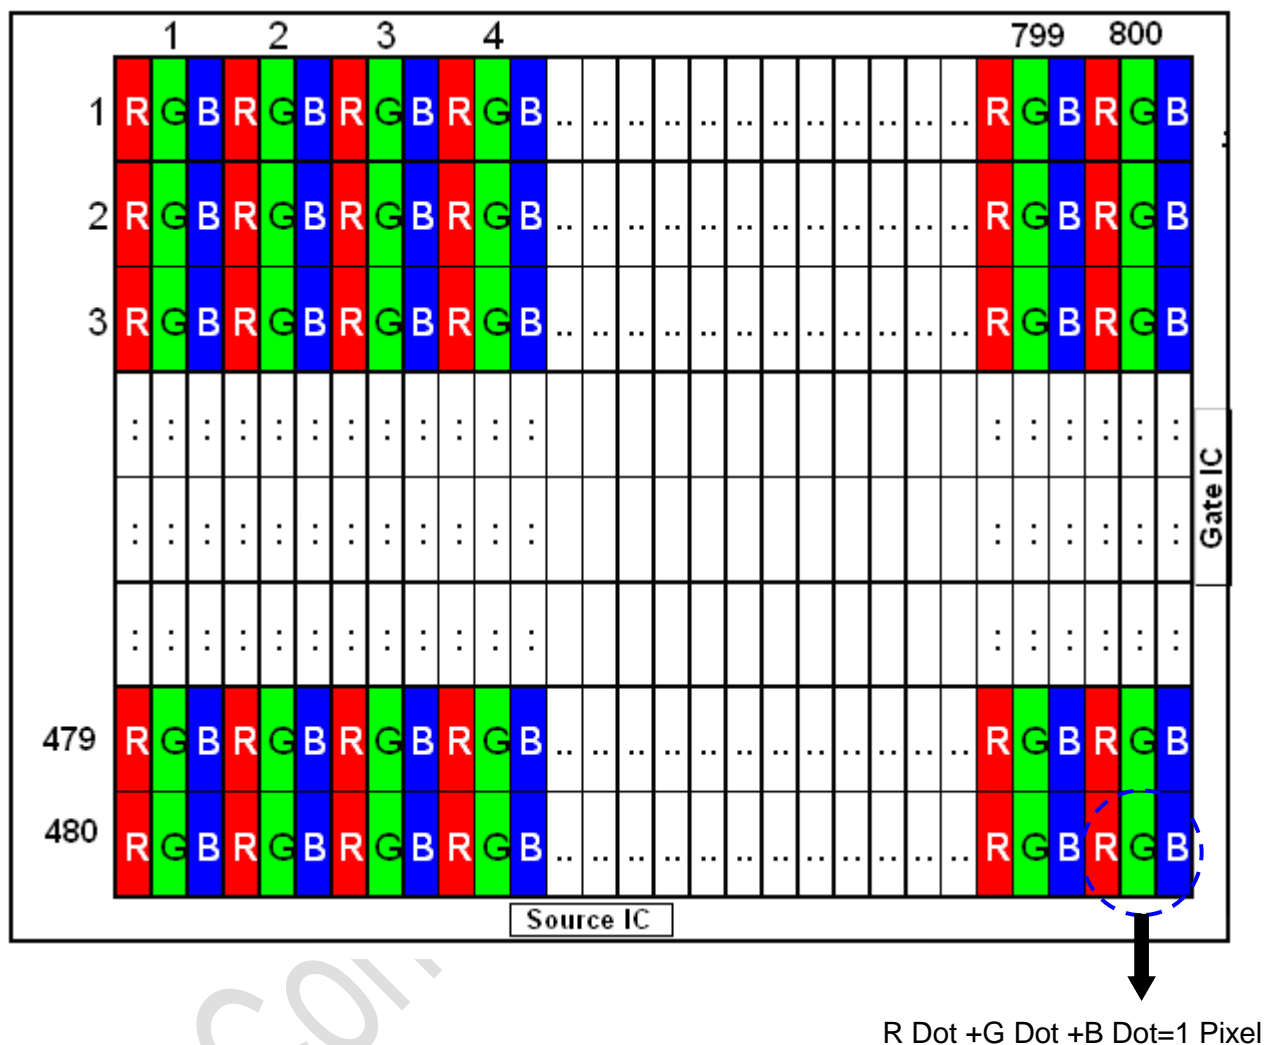 1 2 3 4 799 800
1 R G B R G B R G B R G B .. .. .. .. .. .. .. .. .. .. .. .. R G B R G B
2 R G B R G B R G B R G B .. .. .. .. .. .. .. .. .. .. .. .. R G B R G B
3 R G B R G B R G B R G B .. .. .. .. .. .. .. .. .. .. .. .. R G B R G B
: : : : : : : : : : : : : : : : : :
: : : : : : : : : : : : : : : : : :
: : : : : : : : : : : : : : : : : :
Gate IC
479 R G B R G B R G B R G B .. .. .. .. .. .. .. .. .. .. .. .. R G B R G B
480 R G B R G B R G B R G B .. .. .. .. .. .. .. .. .. .. .. .. R G B R G B
Source IC
R Dot +G Dot +B Dot=1 Pixel